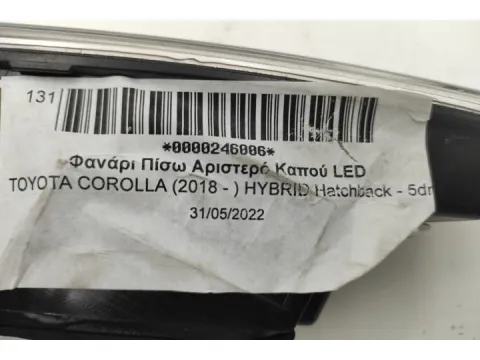 131
*0000246006*
Φανάρι Πίσω Αριστερό Καπού LED
TOYOTA COROLLA (2018 - ) HYBRID Hatchback - 5dr
31/05/2022